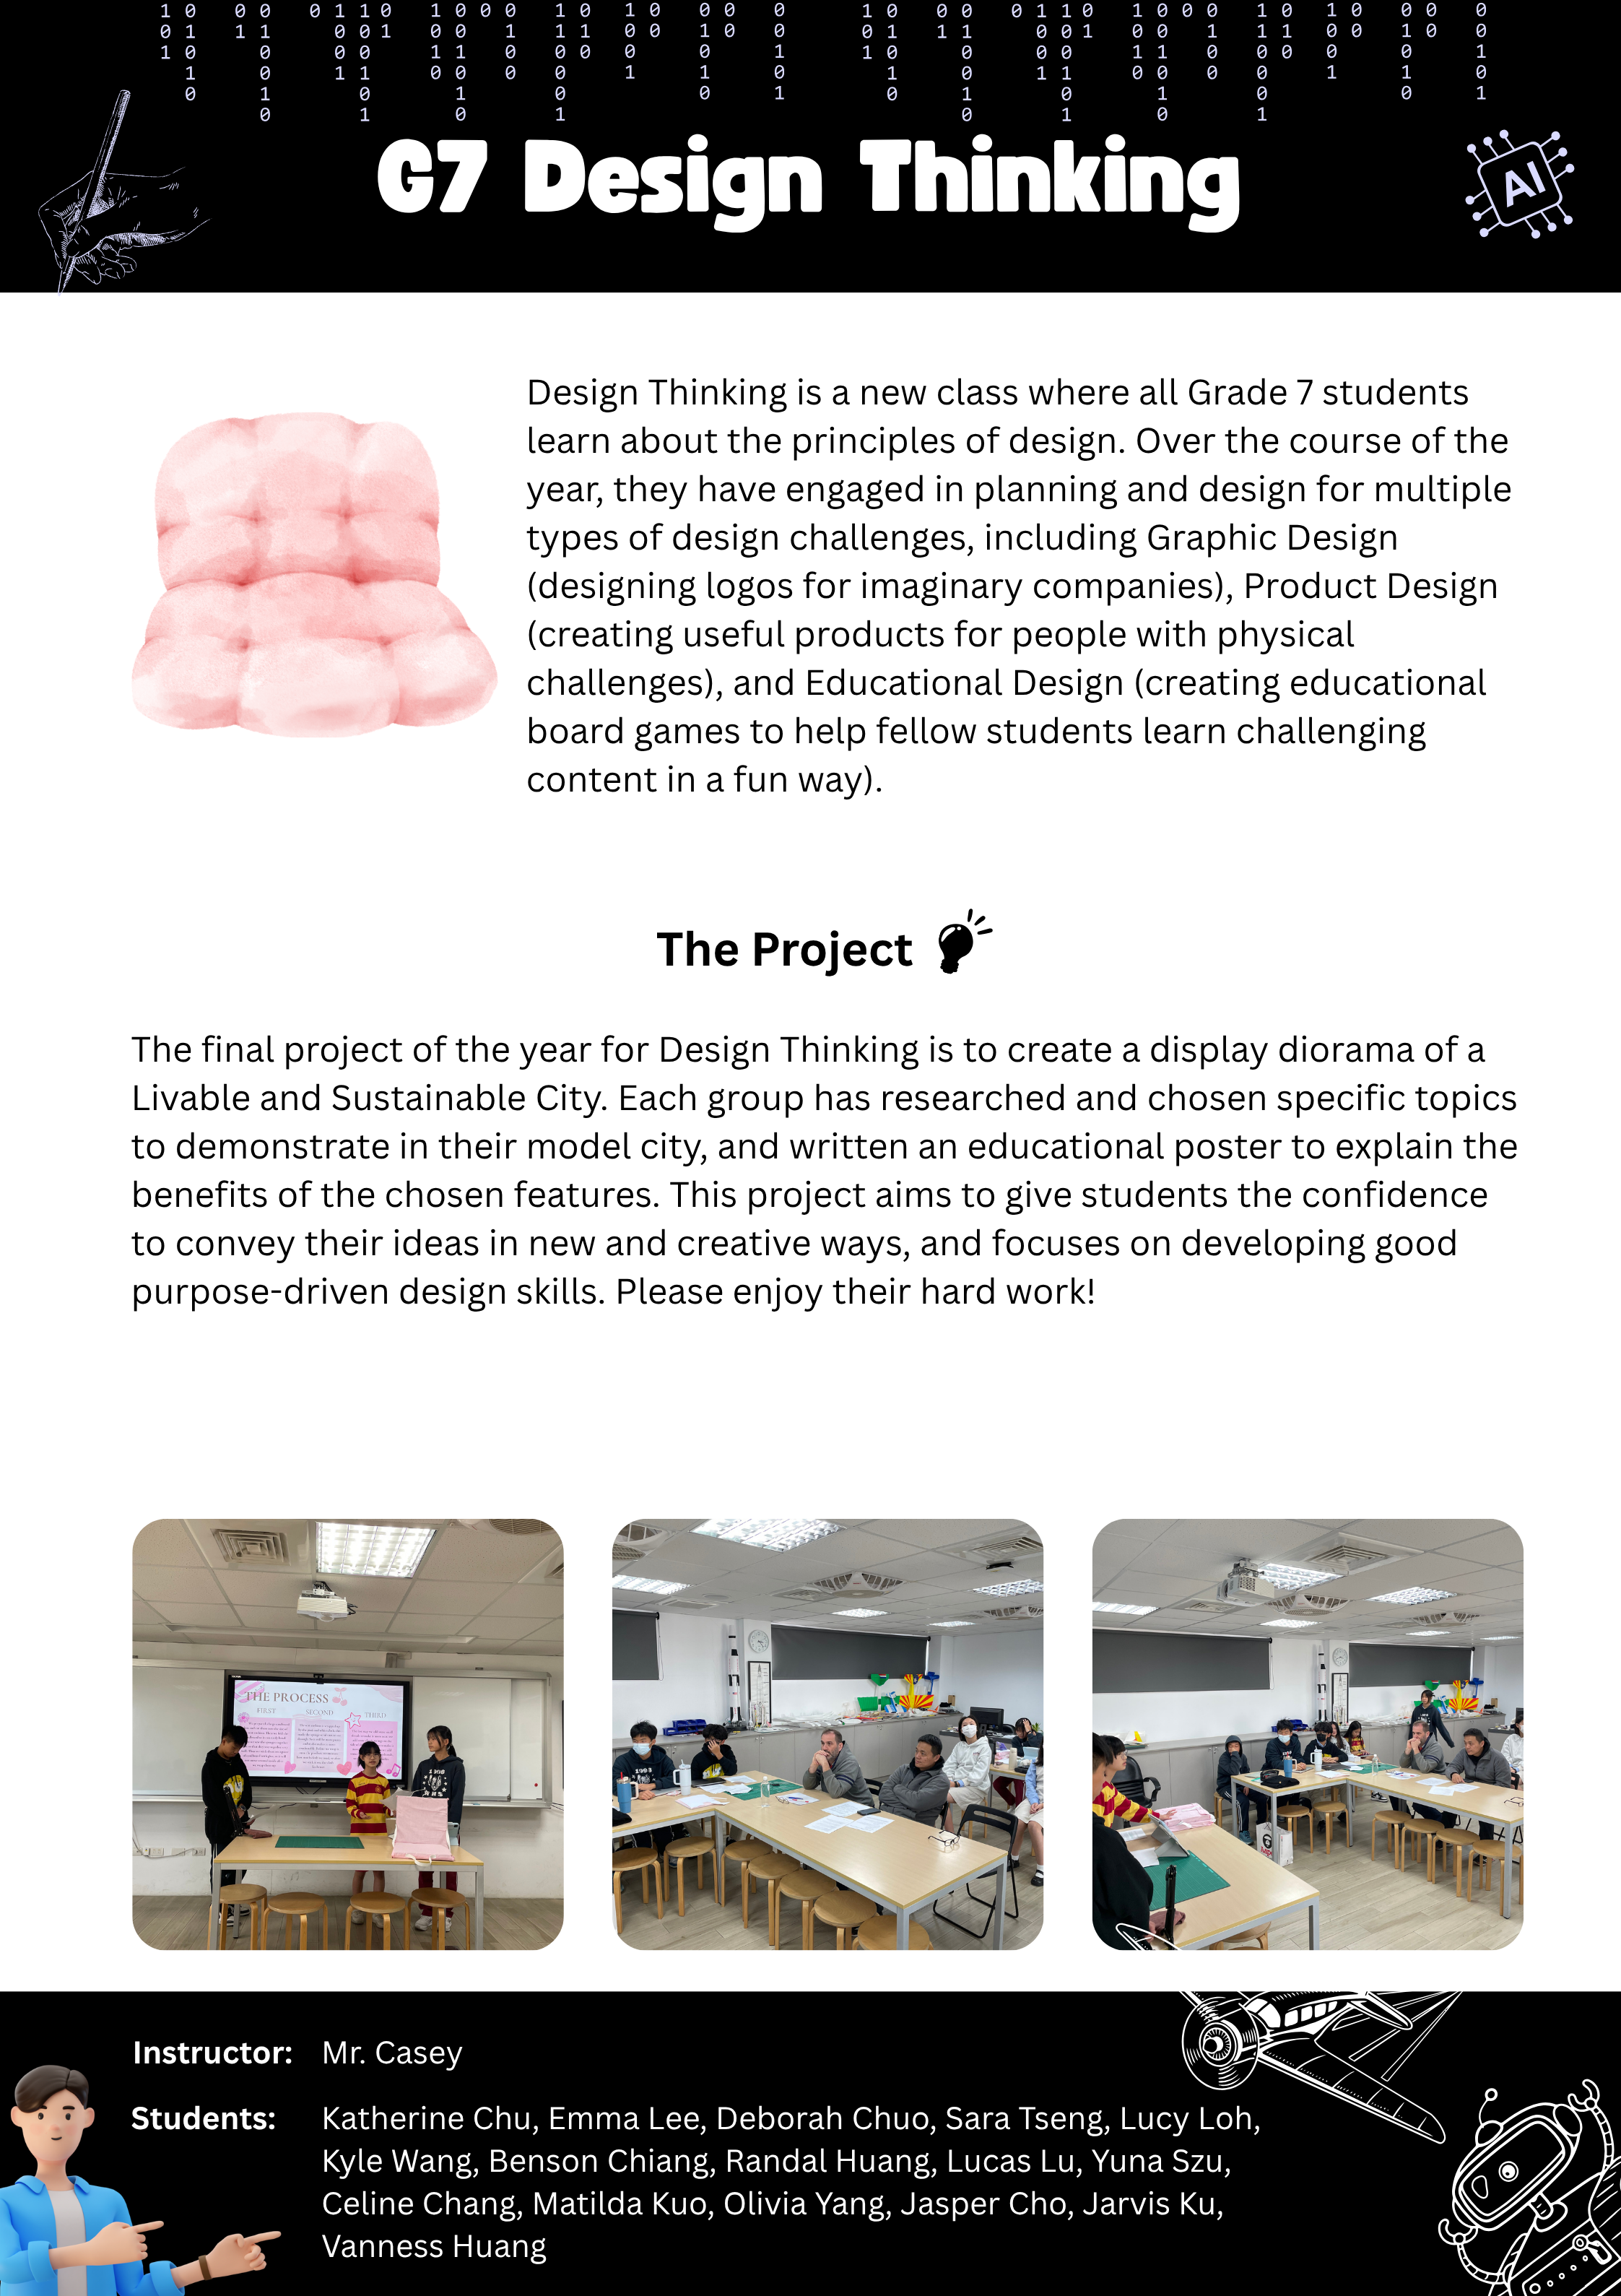 G7 Design Thinking
AI
Design Thinking is a new class where all Grade 7 students
learn about the principles of design. Over the course of the
year, they have engaged in planning and design for multiple
types of design challenges, including Graphic Design
(designing logos for imaginary companies), Product Design
(creating useful products for people with physical
challenges), and Educational Design (creating educational
board games to help fellow students learn challenging
content in a fun way).
The Project
The final project of the year for Design Thinking is to create a display diorama of a
Livable and Sustainable City. Each group has researched and chosen specific topics
to demonstrate in their model city, and written an educational poster to explain the
benefits of the chosen features. This project aims to give students the confidence
to convey their ideas in new and creative ways, and focuses on developing good
purpose-driven design skills. Please enjoy their hard work!
THE PROCESS
FIRST SECOND THIRD
Instructor: Mr. Casey
Students: Katherine Chu, Emma Lee, Deborah Chuo, Sara Tseng, Lucy Loh,
Kyle Wang, Benson Chiang, Randal Huang, Lucas Lu, Yuna Szu,
Celine Chang, Matilda Kuo, Olivia Yang, Jasper Cho, Jarvis Ku,
Vanness Huang